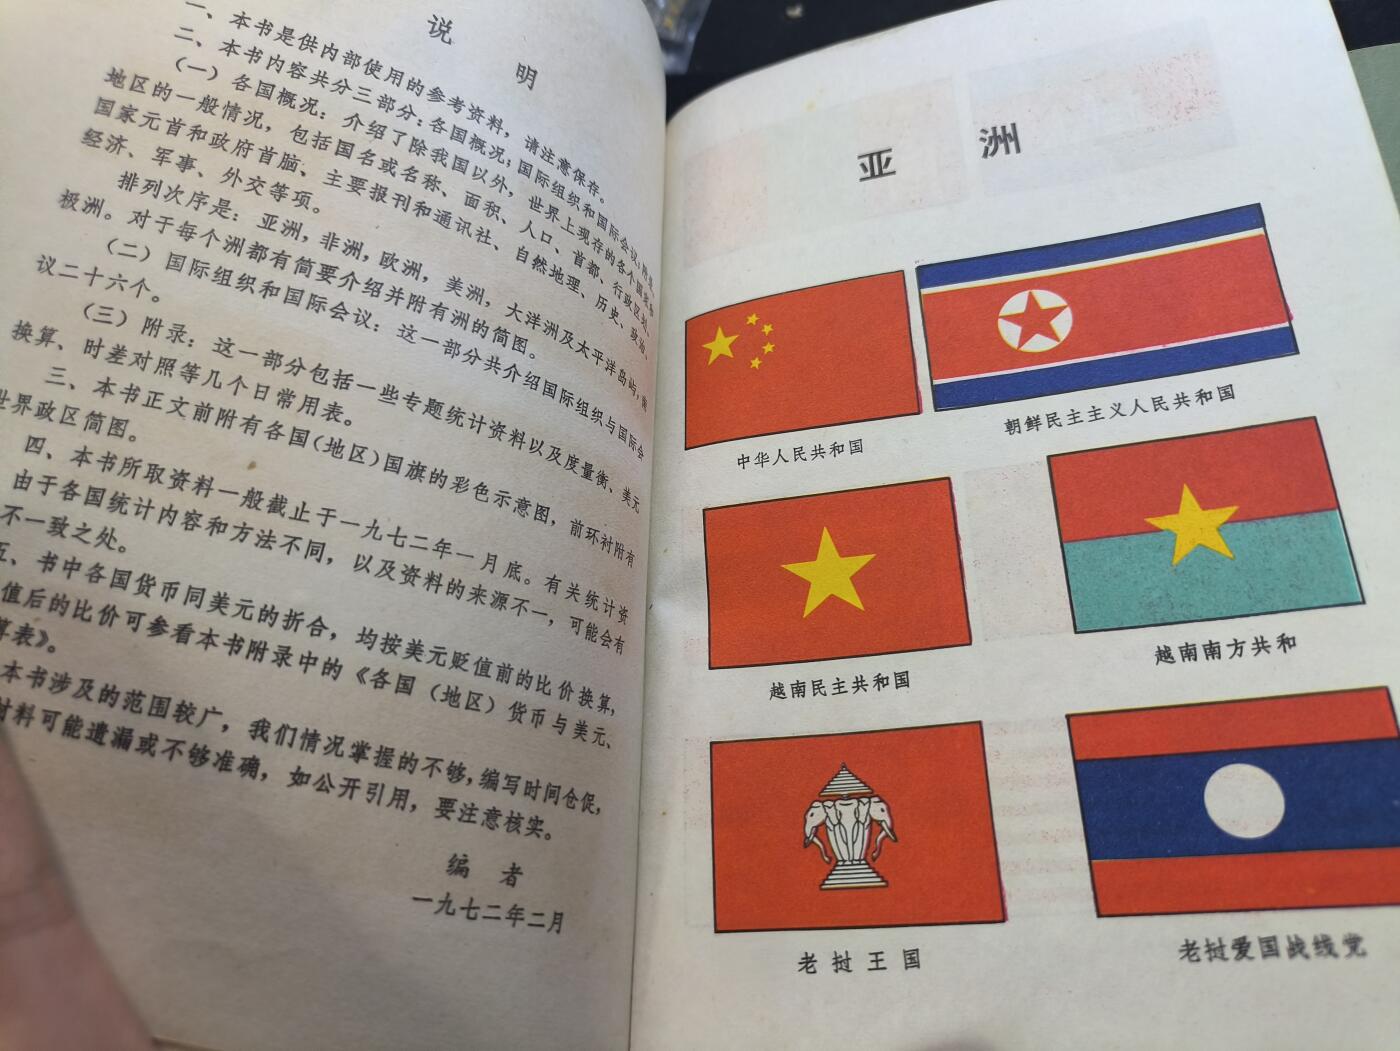 说明
一、本书是供内部使用的参考资料，请注意保存。
二、本书内容共分三部分：各国概况；国际组织和国际会议；附录。
（一）各国概况：介绍了除我国以外，世界上现存的各个国家和
地区的一般情况，包括国名或名称、面积、人口、首都、行政区划、
国家元首和政府首脑、主要报刊和通讯社、自然地理、历史、政治、
经济、军事、外交等项。
排列次序是：亚洲，非洲，欧洲，美洲，大洋洲及太平洋岛屿，南
极洲。对于每个洲都有简要介绍并附有洲的简图。
（二）国际组织和国际会议：这一部分共介绍国际组织与国际会
议二十六个。
（三）附录：这一部分包括一些专题统计资料以及度量衡、美元
换算、时差对照等几个日常用表。
三、本书正文前附有各国（地区）国旗的彩色示意图，前环衬附有
世界政区简图。
四、本书所取资料一般截止于一九七二年一月底。有关统计资
由于各国统计内容和方法不同，以及资料的来源不一，可能会有
不一致之处。
五、书中各国货币同美元的折合，均按美元贬值前的比价换算，
值后的比价可参看本书附录中的《各国（地区）货币与美元、
算表》。
本书涉及的范围较广，我们情况掌握的不够，编写时间仓促，
材料可能遗漏或不够准确，如公开引用，要注意核实。
编者
一九七二年二月
亚洲
中华人民共和国
朝鲜民主主义人民共和国
越南民主共和国
越南南方共和
老挝王国
老挝爱国战线党